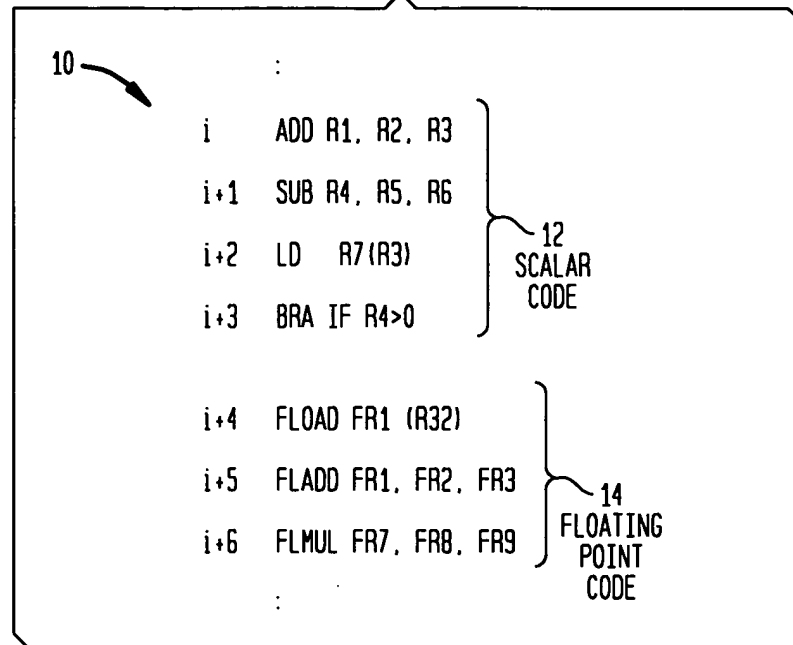 10
:
i ADD R1, R2, R3
i+1 SUB R4, R5, R6
i+2 LD R7(R3)
i+3 BRA IF R4>0
12
SCALAR
CODE
i+4 FLOAD FR1 (R32)
i+5 FLADD FR1, FR2, FR3
i+6 FLMUL FR7, FR8, FR9
:
14
FLOATING
POINT
CODE